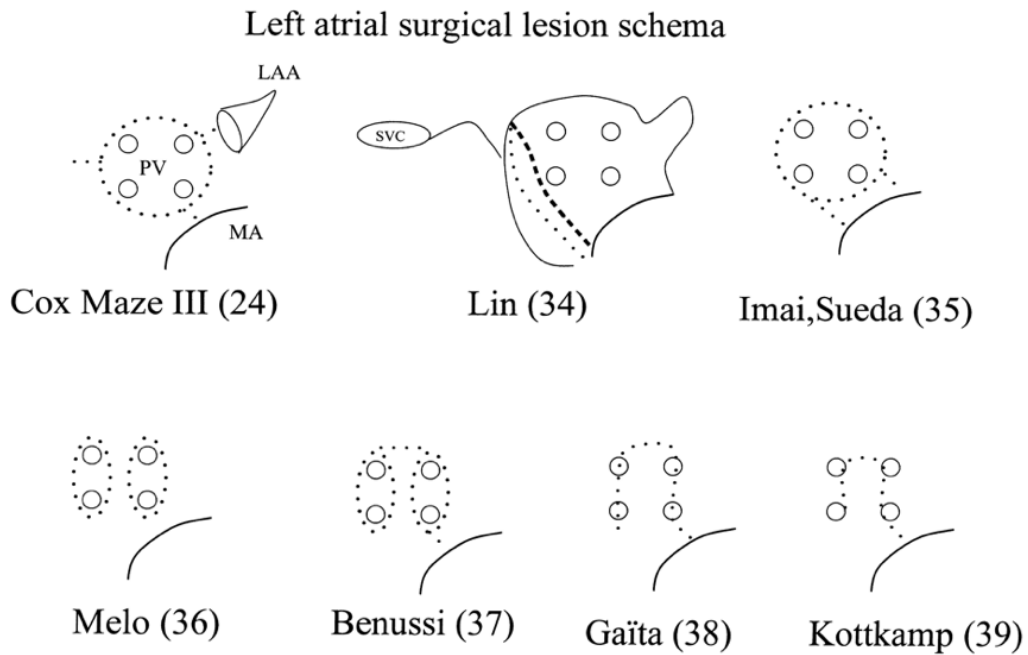 Left atrial surgical lesion schema
LAA
PV
MA
SVC
Cox Maze III (24)
Lin (34)
Imai,Sueda (35)
Melo (36)
Benussi (37)
Gaïta (38)
Kottkamp (39)